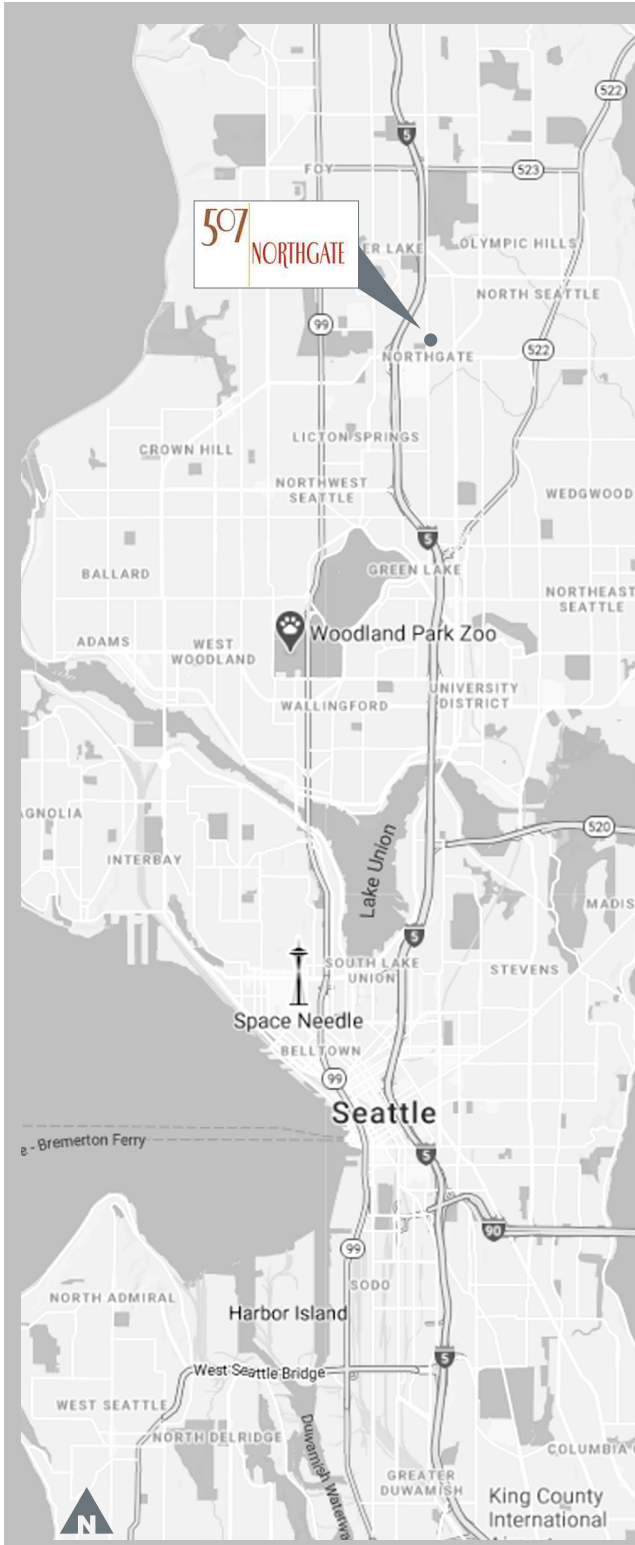 522
5
FOY
523
507
NORTHGATE
ER LAKE
OLYMPIC HILLS
NORTH SEATTLE
99
522
NORTHGATE
LICTON SPRINGS
CROWN HILL
NORTHWEST
SEATTLE
WEDGWOOD
5
GREEN LAKE
BALLARD
NORTHEAST
SEATTLE
Woodland Park Zoo
ADAMS
WEST
WOODLAND
UNIVERSITY
DISTRICT
WALLINGFORD
AGNOLIA
520
INTERBAY
Lake Union
MADIS
5
SOUTH LAKE
UNION
STEVENS
Space Needle
BELLTOWN
99
Seattle
e - Bremerton Ferry
5
90
99
SODO
NORTH ADMIRAL
Harbor Island
5
West Seattle Bridge
WEST SEATTLE
NORTH DELRIDGE
Duwamish Waterwa
COLUMBIA
GREATER
DUWAMISH
King County
International
N